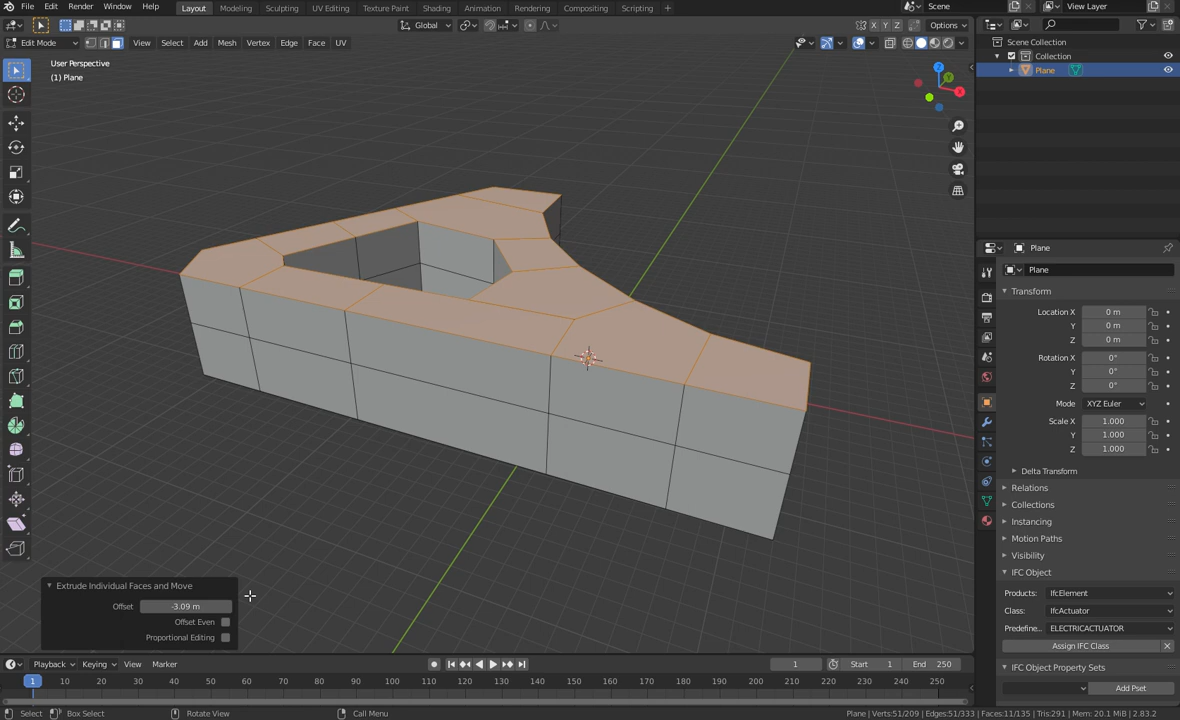 File Edit Render Window Help Layout Modeling Sculpting UV Editing Texture Paint Shading Animation Rendering Compositing Scripting + Scene View Layer
Global X Y Z Options
Edit Mode View Select Add Mesh Vertex Edge Face UV
User Perspective
(1) Plane
Scene Collection
Collection
Plane
Plane
Plane
Transform
Location X 0 m
Y 0 m
Z 0 m
Rotation X 0°
Y 0°
Z 0°
Mode XYZ Euler
Scale X 1.000
Y 1.000
Z 1.000
Delta Transform
Relations
Collections
Instancing
Motion Paths
Visibility
IFC Object
Products: IfcElement
Class: IfcActuator
Predefine... ELECTRICACTUATOR
Assign IFC Class
IFC Object Property Sets
Add Pset
Extrude Individual Faces and Move
Offset -3.09 m
Offset Even
Proportional Editing
Playback Keying View Marker 1 Start 1 End 250
1 10 20 30 40 50 60 70 80 90 100 110 120 130 140 150 160 170 180 190 200 210 220 230 240 250
Select Box Select Rotate View Call Menu Plane | Verts:51/209 | Edges:51/333 | Faces:11/135 | Tris:291 | Mem: 20.1 MiB | 2.83.2